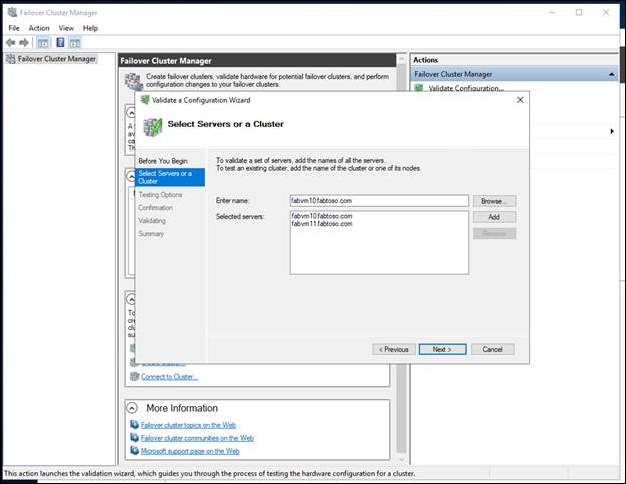 Failover Cluster Manager
File Action View Help
Failover Cluster Manager
Failover Cluster Manager
Create failover clusters, validate hardware for potential failover clusters, and perform
configuration changes to your failover clusters.
Actions
Failover Cluster Manager
Validate Configuration...
Validate a Configuration Wizard
Select Servers or a Cluster
Before You Begin
Select Servers or a
Cluster
Testing Options
Confirmation
Validating
Summary
To validate a set of servers, add the names of all the servers.
To test an existing cluster, add the name of the cluster or one of its nodes.
Enter name:
fabvm10.fabtoso.com
Browse...
Selected servers:
fabvm10.fabtoso.com
fabvm11.fabtoso.com
Add
Remove
< Previous
Next >
Cancel
Connect to Cluster...
More Information
Failover cluster topics on the Web
Failover cluster communities on the Web
Microsoft support page on the Web
This action launches the validation wizard, which guides you through the process of testing the hardware configuration for a cluster.